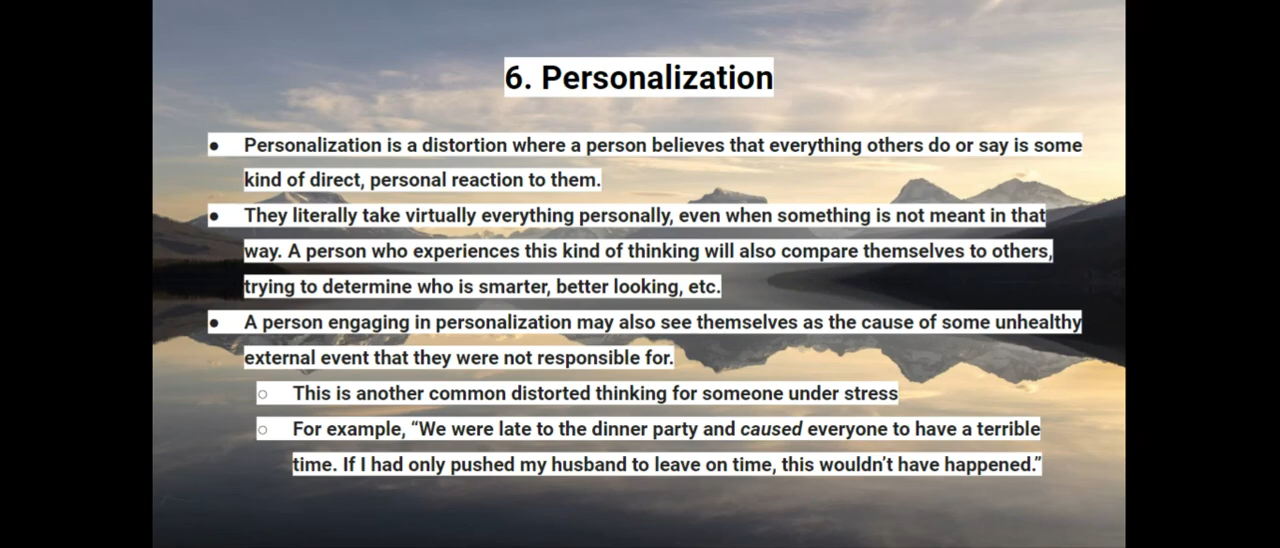 6. Personalization
● Personalization is a distortion where a person believes that everything others do or say is some
kind of direct, personal reaction to them.
● They literally take virtually everything personally, even when something is not meant in that
way. A person who experiences this kind of thinking will also compare themselves to others,
trying to determine who is smarter, better looking, etc.
● A person engaging in personalization may also see themselves as the cause of some unhealthy
external event that they were not responsible for.
○ This is another common distorted thinking for someone under stress
○ For example, “We were late to the dinner party and caused everyone to have a terrible
time. If I had only pushed my husband to leave on time, this wouldn’t have happened.”